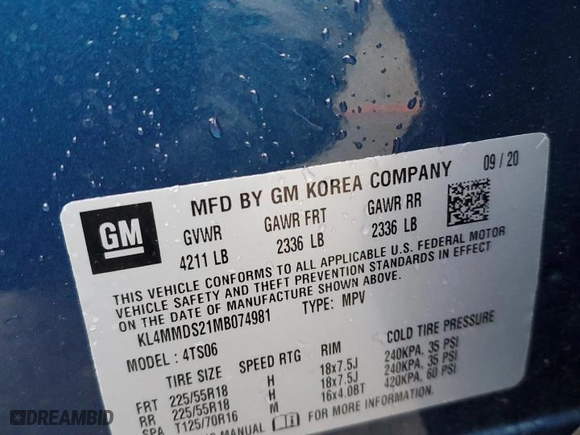 MFD BY GM KOREA COMPANY 09/20
GM
GVWR GAWR FRT GAWR RR
4211 LB 2336 LB 2336 LB
THIS VEHICLE CONFORMS TO ALL APPLICABLE U.S. FEDERAL MOTOR
VEHICLE SAFETY AND THEFT PREVENTION STANDARDS IN EFFECT
ON THE DATE OF MANUFACTURE SHOWN ABOVE.
KL4MMDS21MB074981 TYPE: MPV
MODEL: 4TS06
TIRE SIZE SPEED RTG RIM COLD TIRE PRESSURE
FRT 225/55R18 H 18x7.5J 240KPA, 35 PSI
RR 225/55R18 H 18x7.5J 240KPA, 35 PSI
SPA T125/70R16 M 16x4.0BT 420KPA, 60 PSI
MANUAL FOR MORE INFORMATION
DREAMBID